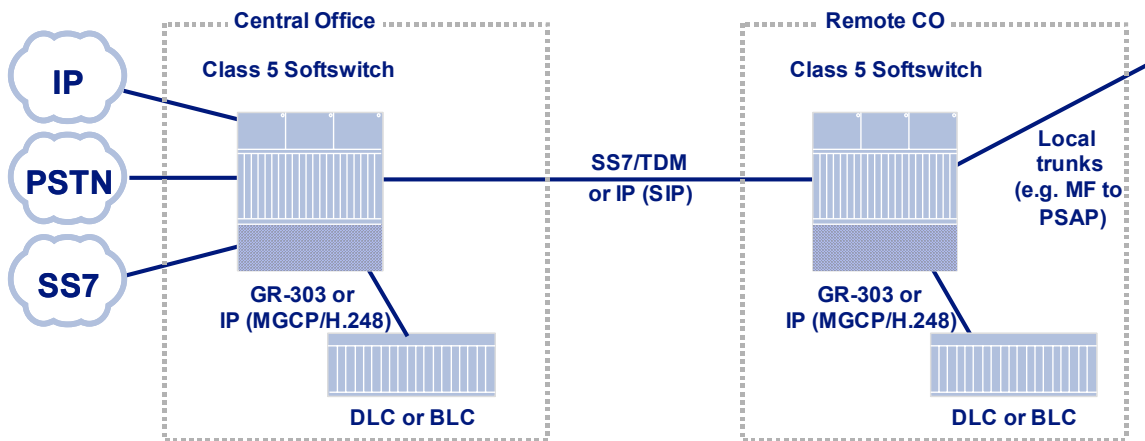 Central Office
Remote CO
Class 5 Softswitch
Class 5 Softswitch
IP
PSTN
SS7
SS7/TDM
or IP (SIP)
Local
trunks
(e.g. MF to
PSAP)
GR-303 or
IP (MGCP/H.248)
GR-303 or
IP (MGCP/H.248)
DLC or BLC
DLC or BLC